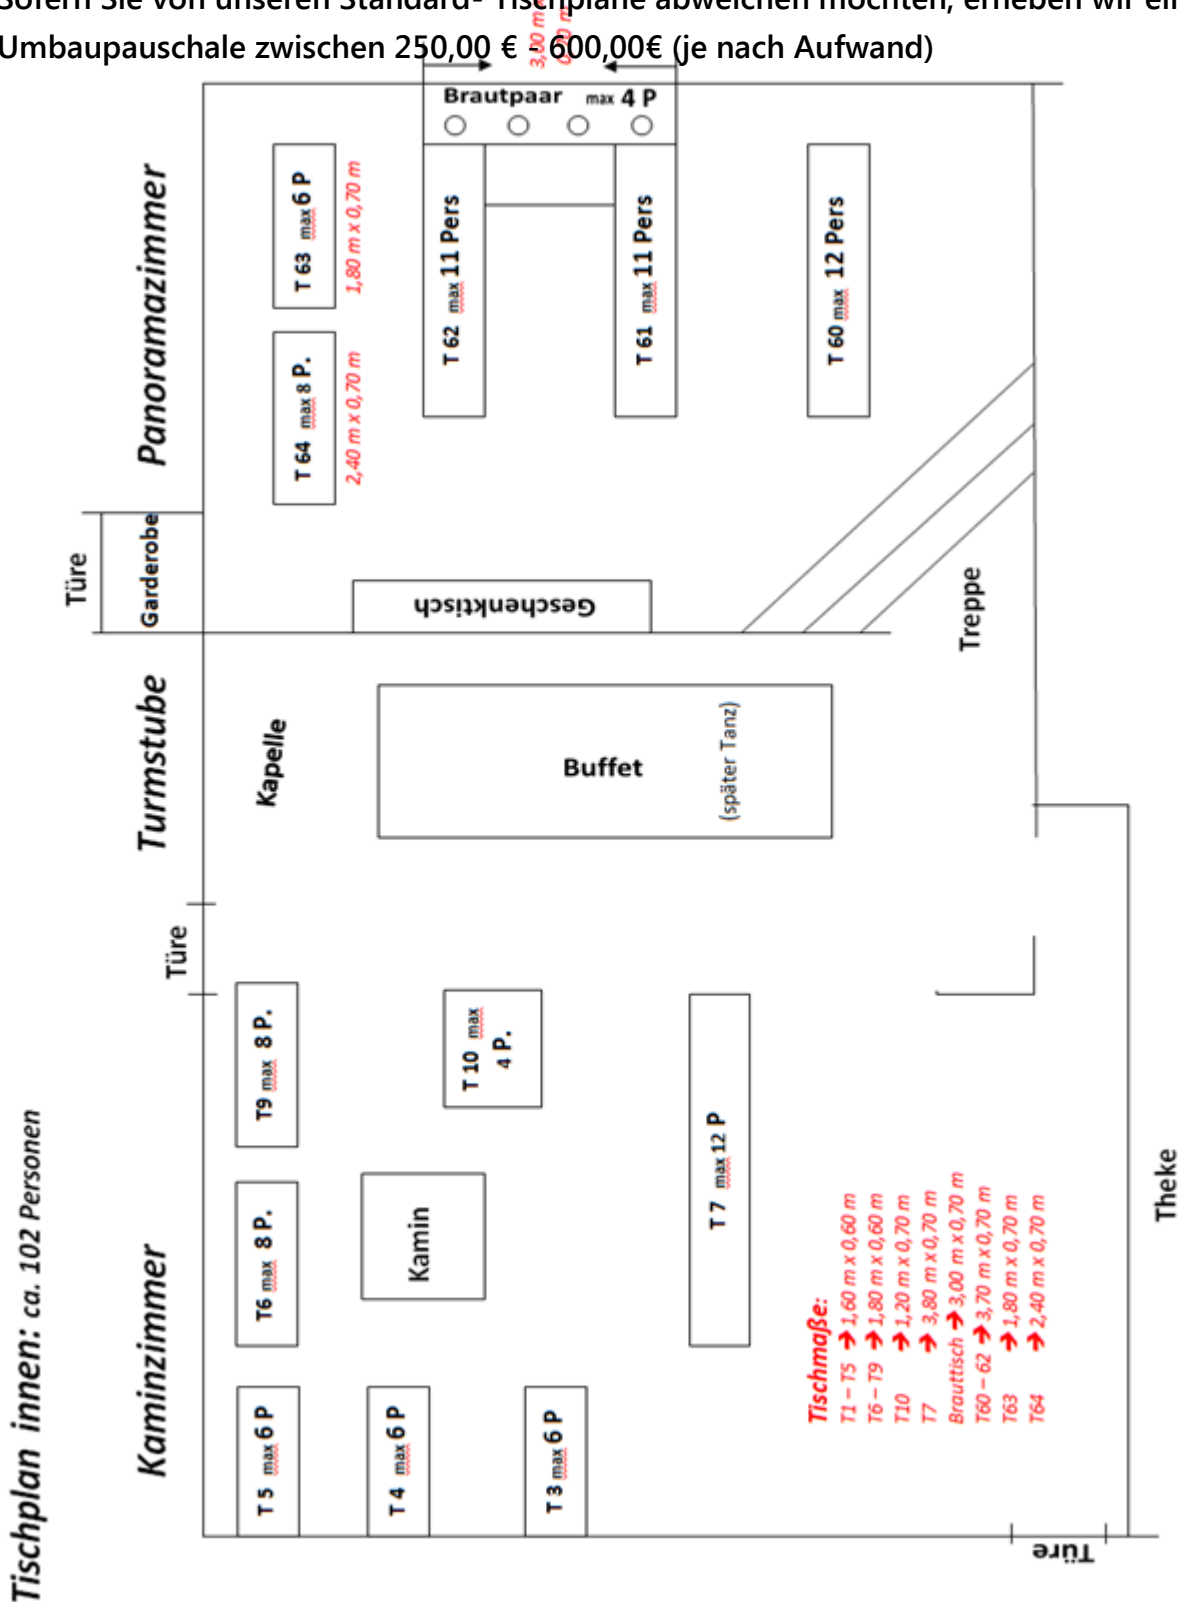 Sofern Sie von unseren Standard- Tischpläne abweichen möchten, erheben wir
Umbaupauschale zwischen 250,00 € - 600,00€ (je nach Aufwand)
3,00 m
Brautpaar max 4 P
Tischplan innen: ca. 102 Personen
Panoramazimmer
T 63 max 6 P
1,80 m x 0,70 m
T 64 max 8 P.
2,40 m x 0,70 m
T 62 max 11 Pers
T 61 max 11 Pers
T 60 max 12 Pers
Türe
Garderobe
Geschenktisch
Treppe
Turmstube
Kapelle
Buffet
(später Tanz)
Türe
Kaminzimmer
T9 max 8 P.
T 10 max
4 P.
T6 max 8 P.
Kamin
T 7 max 12 P
T 5 max 6 P
T 4 max 6 P
T 3 max 6 P
Tischmaße:
T1 – T5 ➔ 1,60 m x 0,60 m
T6 – T9 ➔ 1,80 m x 0,60 m
T10 ➔ 1,20 m x 0,70 m
T7 ➔ 3,80 m x 0,70 m
Brauttisch ➔ 3,00 m x 0,70 m
T60 – 62 ➔ 3,70 m x 0,70 m
T63 ➔ 1,80 m x 0,70 m
T64 ➔ 2,40 m x 0,70 m
Theke
Türe